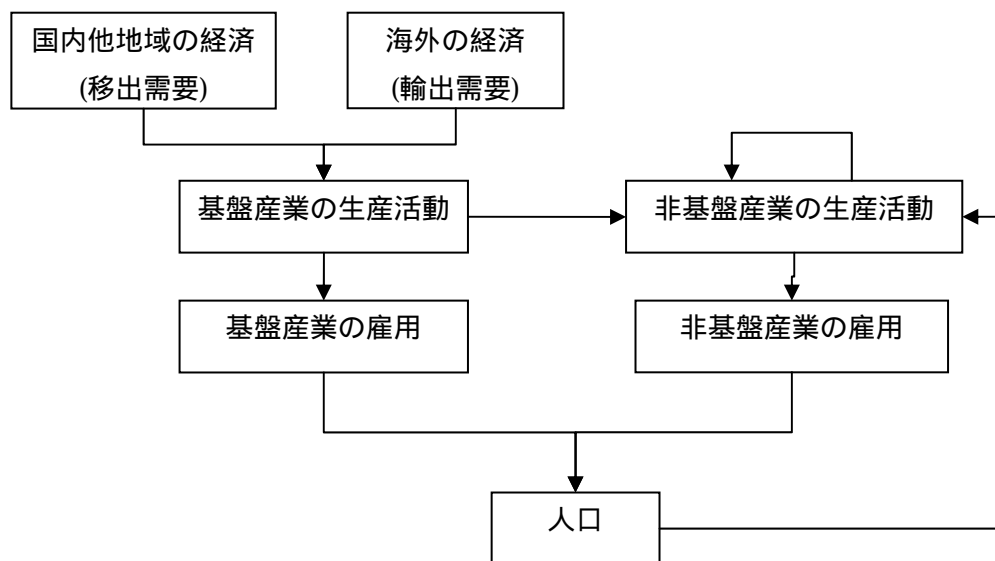 国内他地域の経済
(移出需要)
海外の経済
(輸出需要)
基盤産業の生産活動
非基盤産業の生産活動
基盤産業の雇用
非基盤産業の雇用
人口